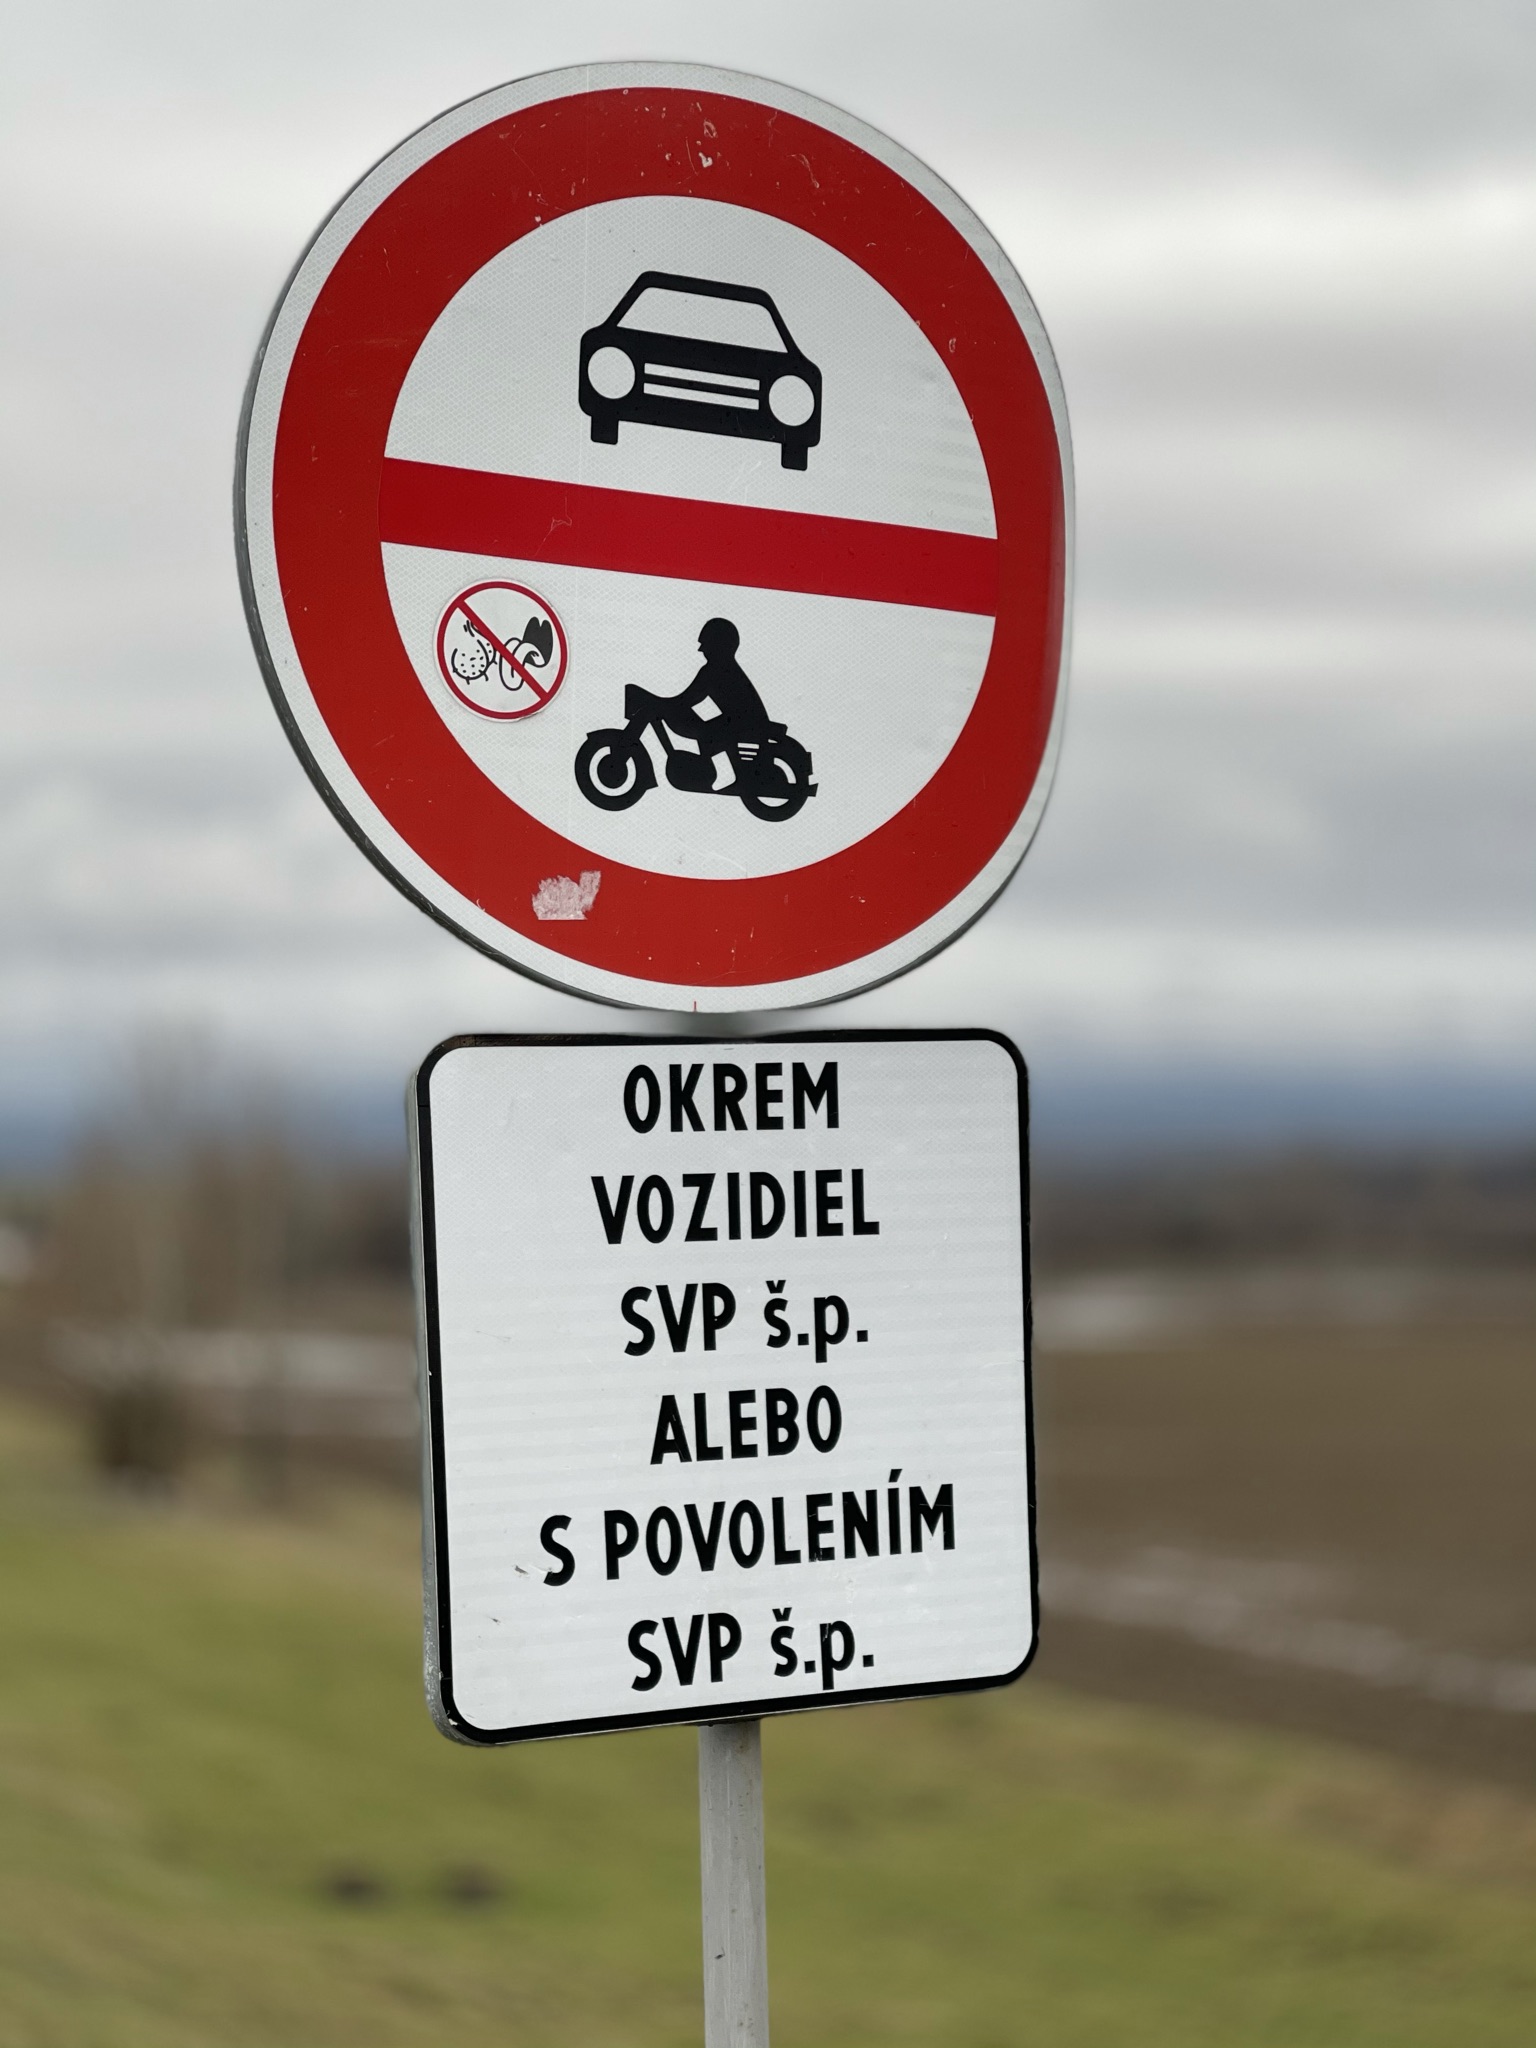 OKREM
VOZIDIEL
SVP š.p.
ALEBO
S POVOLENÍM
SVP š.p.